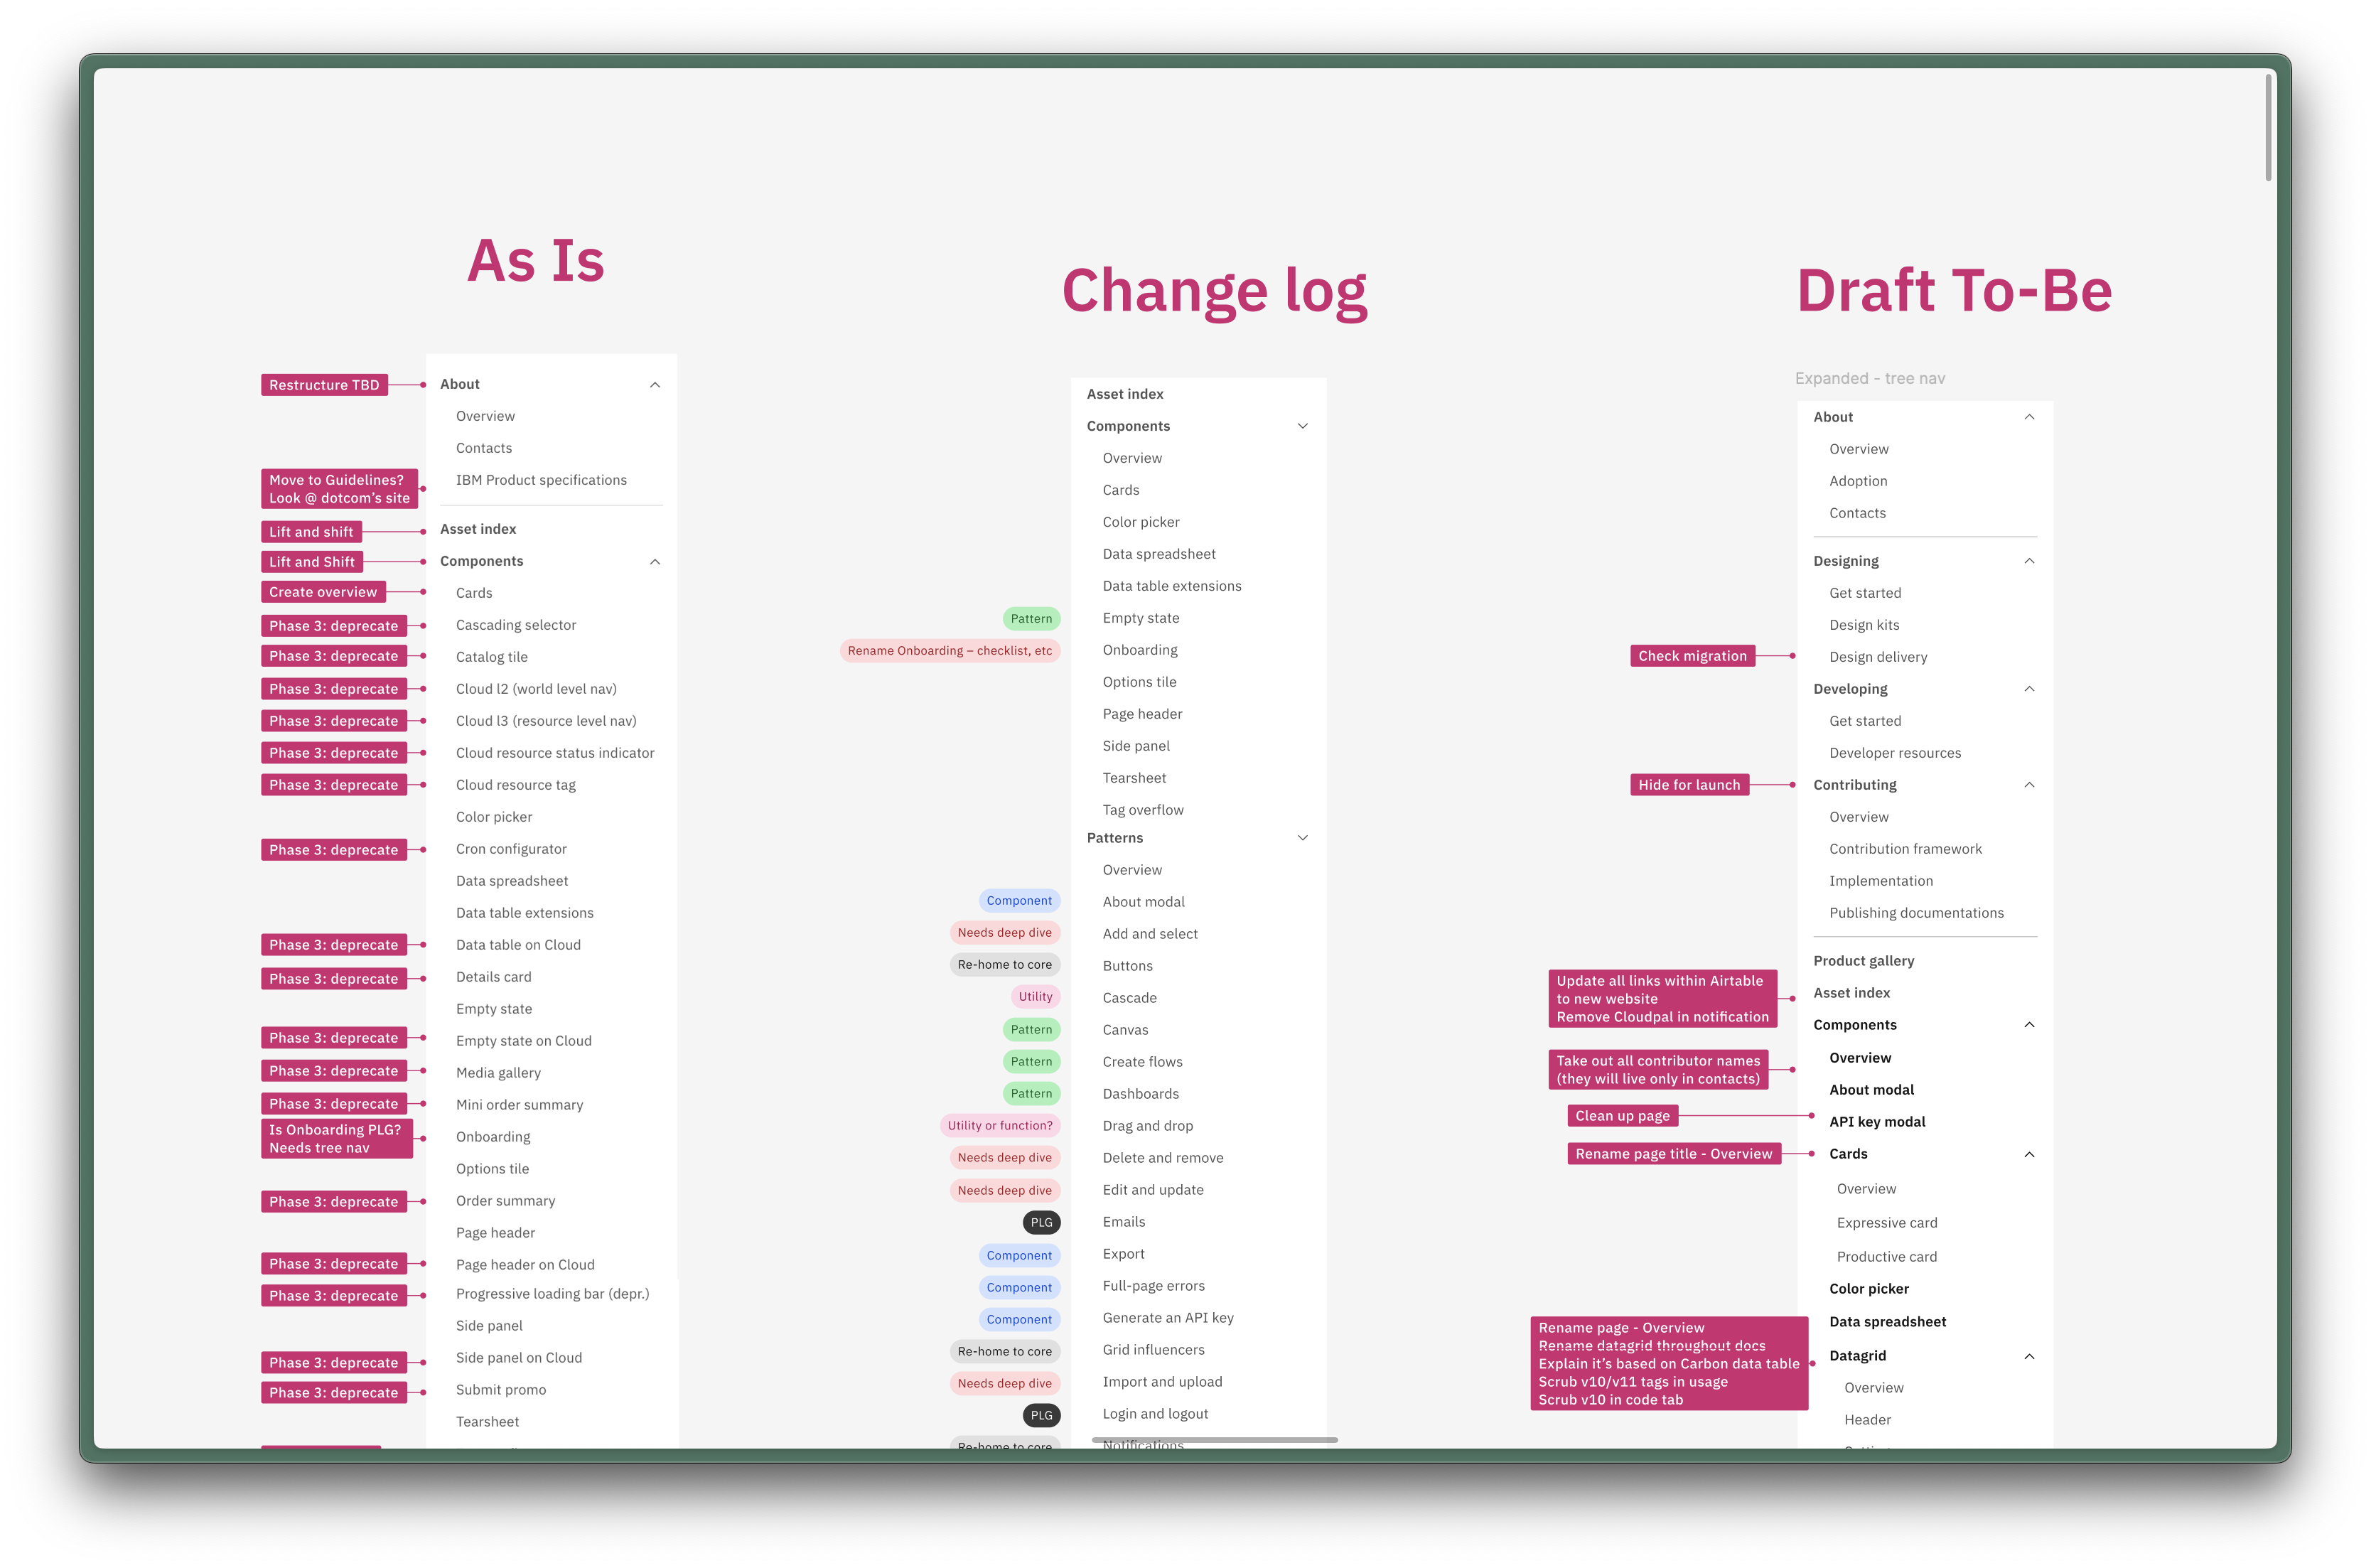 As Is
Restructure TBD
About
Overview
Contacts
Move to Guidelines?
Look @ dotcom's site
IBM Product specifications
Lift and shift
Asset index
Lift and Shift
Components
Create overview
Cards
Phase 3: deprecate
Cascading selector
Phase 3: deprecate
Catalog tile
Phase 3: deprecate
Cloud l2 (world level nav)
Phase 3: deprecate
Cloud l3 (resource level nav)
Phase 3: deprecate
Cloud resource status indicator
Phase 3: deprecate
Cloud resource tag
Color picker
Phase 3: deprecate
Cron configurator
Data spreadsheet
Data table extensions
Phase 3: deprecate
Data table on Cloud
Phase 3: deprecate
Details card
Empty state
Phase 3: deprecate
Empty state on Cloud
Phase 3: deprecate
Media gallery
Phase 3: deprecate
Mini order summary
Is Onboarding PLG?
Needs tree nav
Onboarding
Options tile
Phase 3: deprecate
Order summary
Page header
Phase 3: deprecate
Page header on Cloud
Phase 3: deprecate
Progressive loading bar (depr.)
Side panel
Phase 3: deprecate
Side panel on Cloud
Phase 3: deprecate
Submit promo
Tearsheet
Change log
Asset index
Components
Overview
Cards
Color picker
Data spreadsheet
Data table extensions
Pattern
Empty state
Rename Onboarding – checklist, etc
Onboarding
Options tile
Page header
Side panel
Tearsheet
Tag overflow
Patterns
Overview
Component
About modal
Needs deep dive
Add and select
Re-home to core
Buttons
Utility
Cascade
Pattern
Canvas
Pattern
Create flows
Pattern
Dashboards
Utility or function?
Drag and drop
Needs deep dive
Delete and remove
Needs deep dive
Edit and update
PLG
Emails
Component
Export
Component
Full-page errors
Component
Generate an API key
Re-home to core
Grid influencers
Needs deep dive
Import and upload
PLG
Login and logout
Re-home to core
Notifications
Draft To-Be
Expanded - tree nav
About
Overview
Adoption
Contacts
Designing
Get started
Design kits
Check migration
Design delivery
Developing
Get started
Developer resources
Hide for launch
Contributing
Overview
Contribution framework
Implementation
Publishing documentations
Product gallery
Update all links within Airtable
to new website
Remove Cloudpal in notification
Asset index
Components
Take out all contributor names
(they will live only in contacts)
Overview
About modal
Clean up page
API key modal
Rename page title - Overview
Cards
Overview
Expressive card
Productive card
Color picker
Data spreadsheet
Rename page - Overview
Rename datagrid throughout docs
Explain it's based on Carbon data table
Scrub v10/v11 tags in usage
Scrub v10 in code tab
Datagrid
Overview
Header